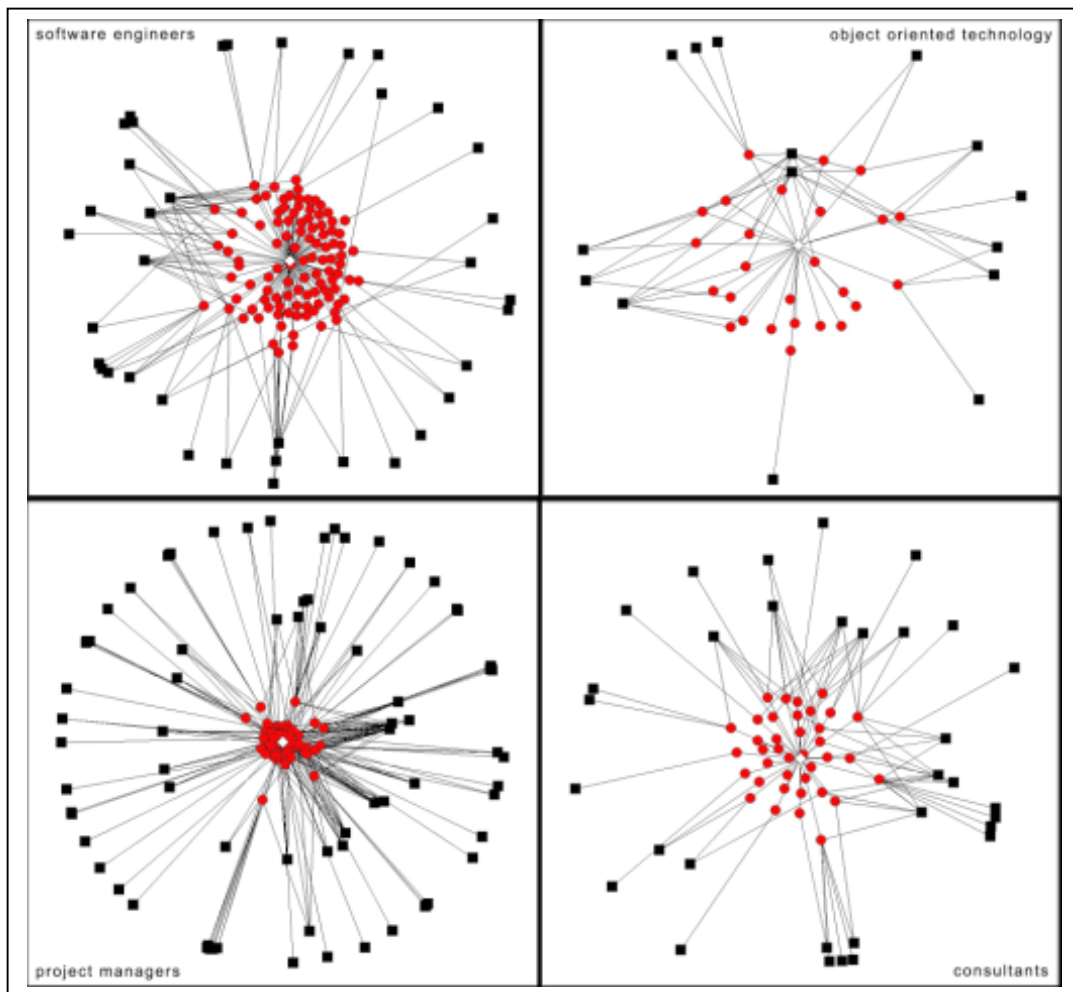 software engineers
object oriented technology
project managers
consultants